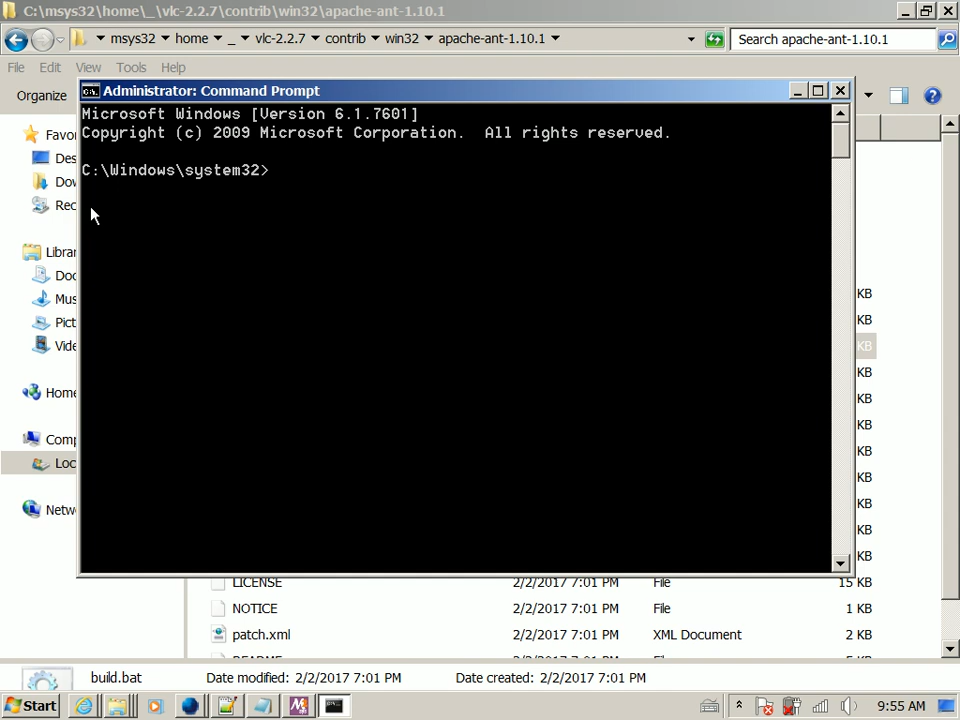 C:\msys32\home\_\vlc-2.2.7\contrib\win32\apache-ant-1.10.1
msys32 home _ vlc-2.2.7 contrib win32 apache-ant-1.10.1 Search apache-ant-1.10.1
File Edit View Tools Help
Organize
Administrator: Command Prompt
Microsoft Windows [Version 6.1.7601]
Copyright (c) 2009 Microsoft Corporation. All rights reserved.
C:\Windows\system32>
Favor
Des
Dow
Rec
Librar
Doc
Mus
Pict
Vide
Home
Comp
Loc
Netw
KB
KB
KB
KB
KB
KB
KB
KB
KB
KB
KB
LICENSE 2/2/2017 7:01 PM File 15 KB
NOTICE 2/2/2017 7:01 PM File 1 KB
patch.xml 2/2/2017 7:01 PM XML Document 2 KB
build.bat Date modified: 2/2/2017 7:01 PM Date created: 2/2/2017 7:01 PM
Start 9:55 AM